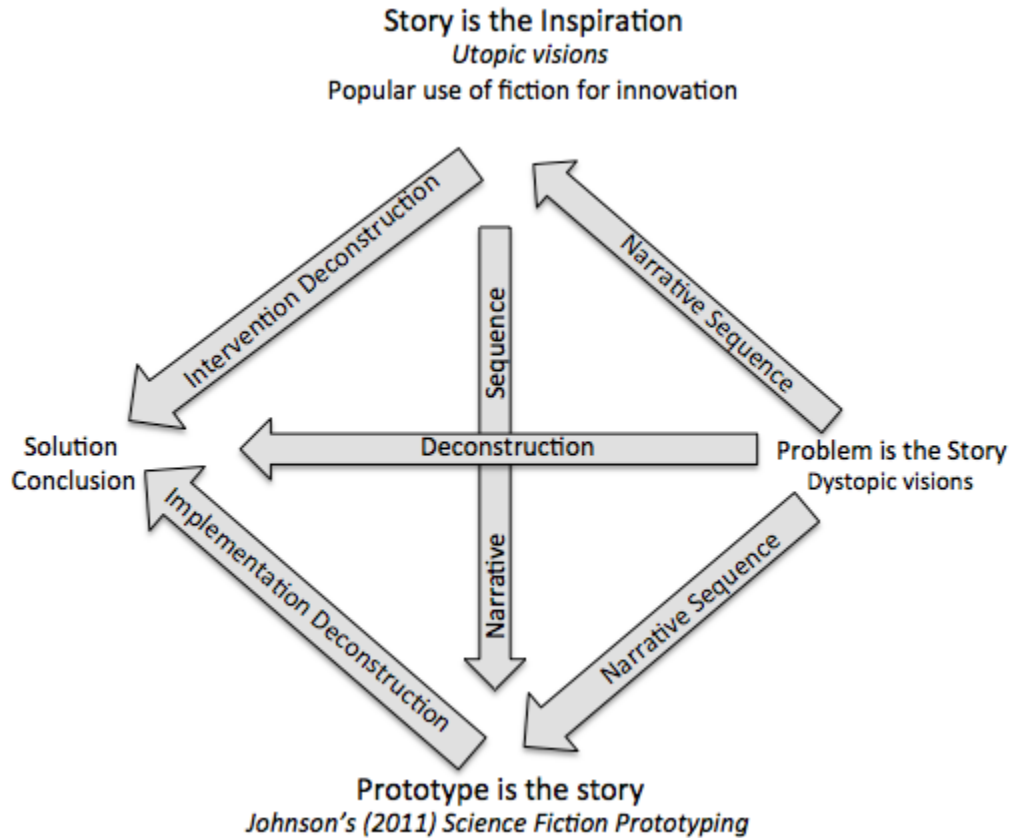 Story is the Inspiration
Utopic visions
Popular use of fiction for innovation
Intervention Deconstruction
Narrative Sequence
Sequence
Deconstruction
Narrative
Solution
Conclusion
Problem is the Story
Dystopic visions
Implementation Deconstruction
Narrative Sequence
Prototype is the story
Johnson's (2011) Science Fiction Prototyping